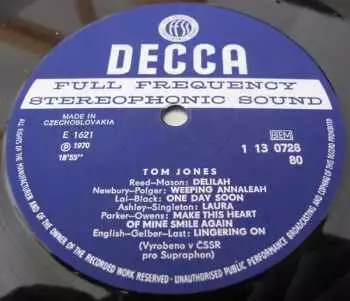 DECCA
FULL FREQUENCY
STEREOPHONIC SOUND
MADE IN
CZECHOSLOVAKIA
E 1621
Ⓟ 1970
18'55"
BIEM
1 13 0728
80
TOM JONES
Reed-Mason: DELILAH
Newbury-Polger: WEEPING ANNALEAH
Lai-Black: ONE DAY SOON
Ashley-Singleton: LAURA
Parker-Owens: MAKE THIS HEART
OF MINE SMILE AGAIN
English-Gelber-Last: LINGERING ON
(Vyrobeno v ČSSR
pro Supraphon)
ALL RIGHTS OF THE MANUFACTURER AND OF THE OWNER OF THE RECORDED WORK RESERVED - UNAUTHORISED PUBLIC PERFORMANCE BROADCASTING AND COPYING OF THIS RECORD PROHIBITED